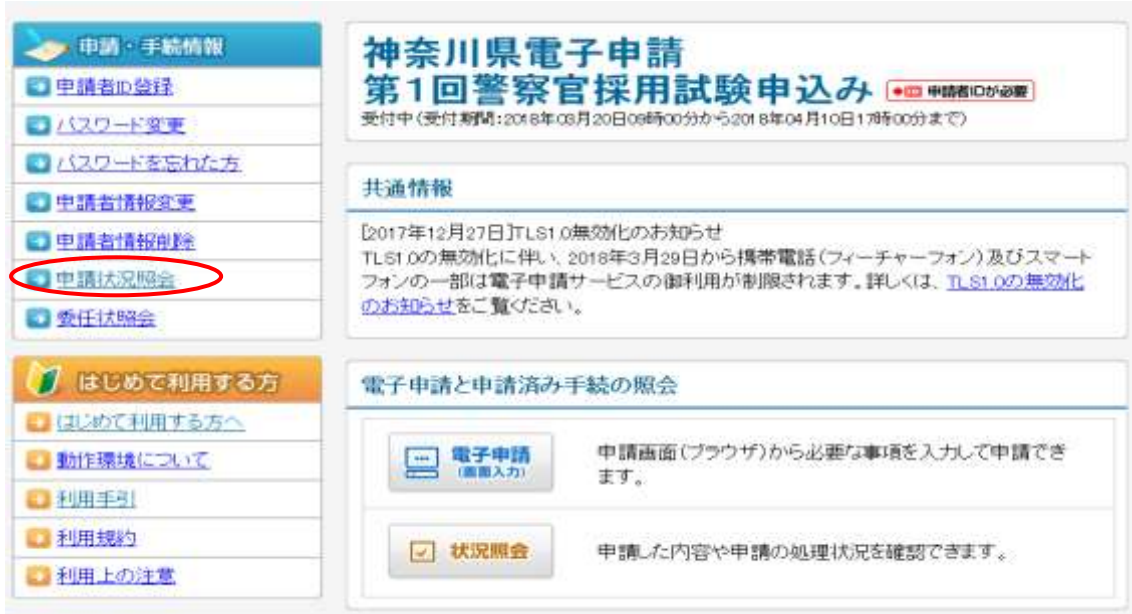 申請・手続情報
申請者ID登録
パスワード変更
パスワードを忘れた方
申請者情報変更
申請者情報削除
申請状況照会
委任状照会
はじめて利用する方
はじめて利用する方へ
動作環境について
利用手引
利用規約
利用上の注意
神奈川県電子申請
第1回警察官採用試験申込み
申請者IDが必要
受付中(受付期間:2018年03月20日09時00分から2018年04月10日17時00分まで)
共通情報
[2017年12月27日]TLS1.0無効化のお知らせ
TLS1.0の無効化に伴い、2018年3月29日から携帯電話(フィーチャーフォン)及びスマート
フォンの一部は電子申請サービスの御利用が制限されます。詳しくは、TLS1.0の無効化
のお知らせをご覧ください。
電子申請と申請済み手続の照会
電子申請
(画面入力)
申請画面(ブラウザ)から必要な事項を入力して申請でき
ます。
状況照会
申請した内容や申請の処理状況を確認できます。